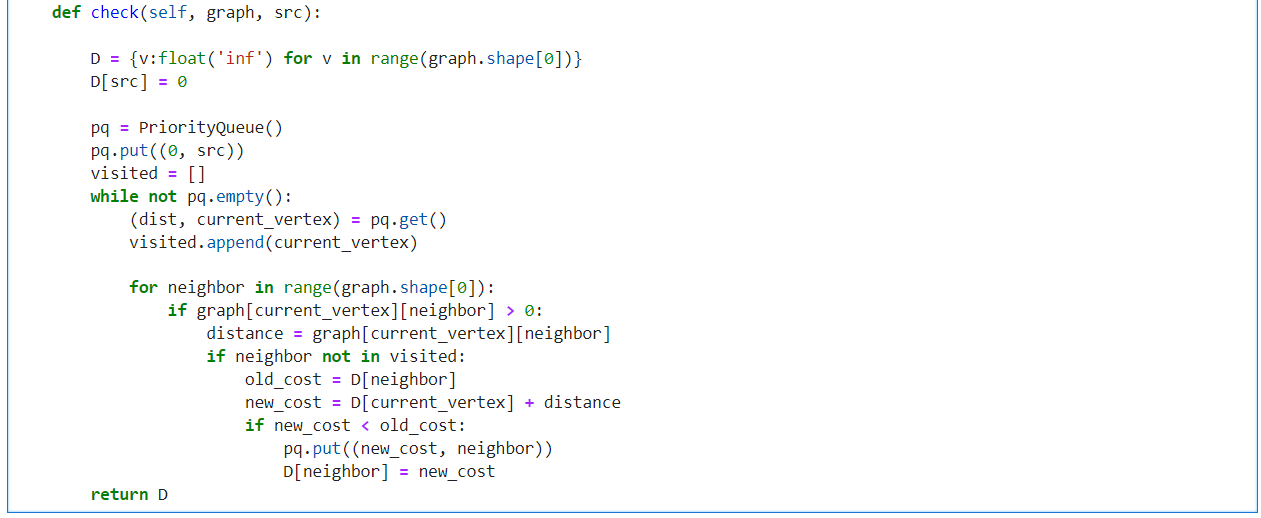 def check(self, graph, src):
D = {v:float('inf') for v in range(graph.shape[0])}
D[src] = 0
pq = PriorityQueue()
pq.put((0, src))
visited = []
while not pq.empty():
(dist, current_vertex) = pq.get()
visited.append(current_vertex)
for neighbor in range(graph.shape[0]):
if graph[current_vertex][neighbor] > 0:
distance = graph[current_vertex][neighbor]
if neighbor not in visited:
old_cost = D[neighbor]
new_cost = D[current_vertex] + distance
if new_cost < old_cost:
pq.put((new_cost, neighbor))
D[neighbor] = new_cost
return D